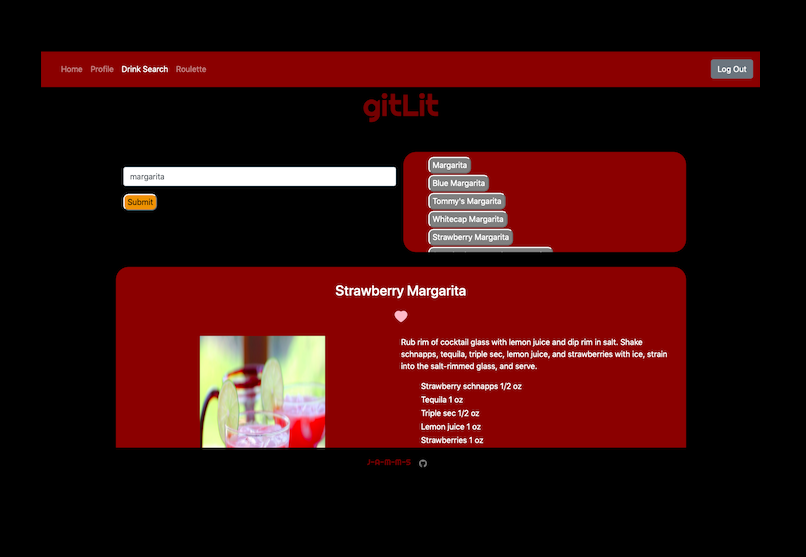 Home Profile Drink Search Roulette Log Out
gitLit
margarita
Submit
Margarita
Blue Margarita
Tommy's Margarita
Whitecap Margarita
Strawberry Margarita
Strawberry Margarita
Rub rim of cocktail glass with lemon juice and dip rim in salt. Shake
schnapps, tequila, triple sec, lemon juice, and strawberries with ice, strain
into the salt-rimmed glass, and serve.
Strawberry schnapps 1/2 oz
Tequila 1 oz
Triple sec 1/2 oz
Lemon juice 1 oz
Strawberries 1 oz
J-A-M-M-S